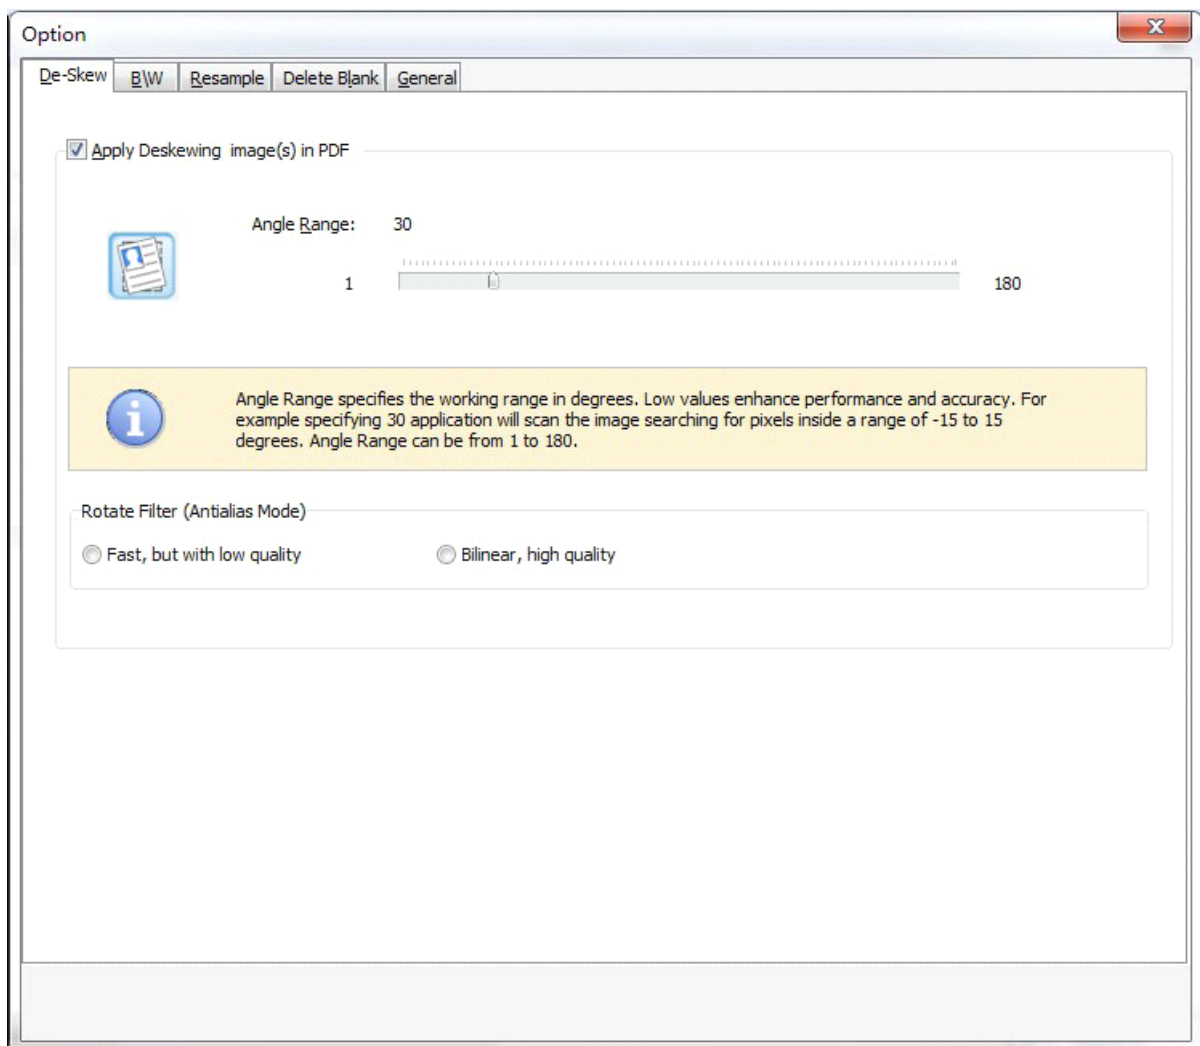 Option
De-Skew B\W Resample Delete Blank General
Apply Deskewing image(s) in PDF
Angle Range: 30
1 180
Angle Range specifies the working range in degrees. Low values enhance performance and accuracy. For
example specifying 30 application will scan the image searching for pixels inside a range of -15 to 15
degrees. Angle Range can be from 1 to 180.
Rotate Filter (Antialias Mode)
Fast, but with low quality Bilinear, high quality